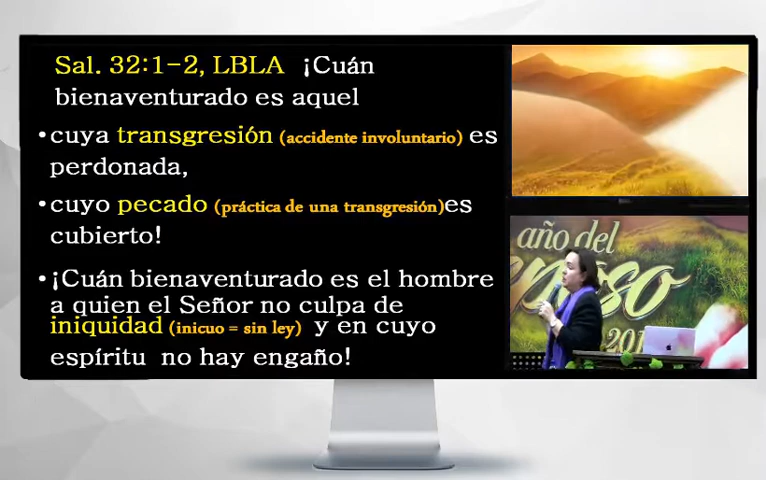 Sal. 32:1-2, LBLA ¡Cuán
bienaventurado es aquel
•cuya transgresión (accidente involuntario) es
perdonada,
•cuyo pecado (práctica de una transgresión)es
cubierto!
•¡Cuán bienaventurado es el hombre
a quien el Señor no culpa de
iniquidad (inicuo = sin ley) y en cuyo
espíritu no hay engaño!
año del
201